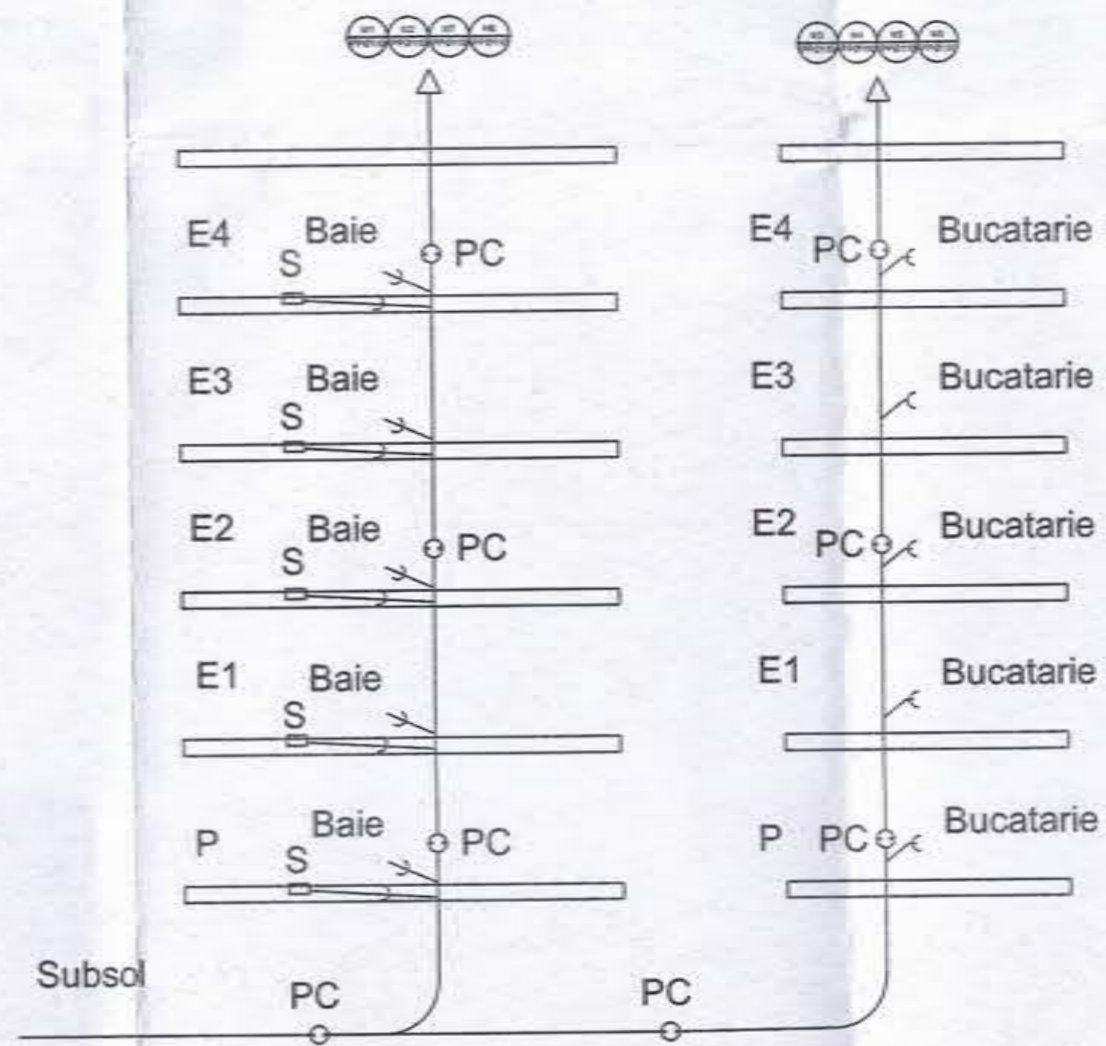 E4 Baie PC
S
E3 Baie
S
E2 Baie PC
S
E1 Baie
S
P Baie PC
S
E4 PC Bucatarie
E3 Bucatarie
E2 PC Bucatarie
E1 Bucatarie
P PC Bucatarie
Subsol PC PC